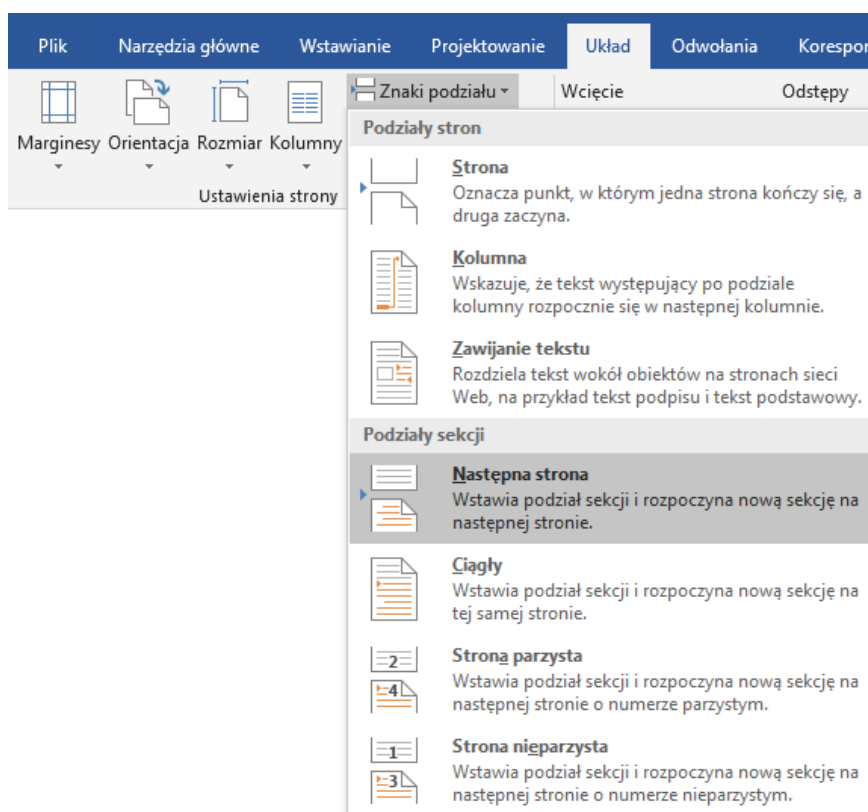 Plik Narzędzia główne Wstawianie Projektowanie Układ Odwołania Korespon
Znaki podziału Wcięcie Odstępy
Marginesy Orientacja Rozmiar Kolumny
Ustawienia strony
Podziały stron
Strona
Oznacza punkt, w którym jedna strona kończy się, a
druga zaczyna.
Kolumna
Wskazuje, że tekst występujący po podziale
kolumny rozpocznie się w następnej kolumnie.
Zawijanie tekstu
Rozdziela tekst wokół obiektów na stronach sieci
Web, na przykład tekst podpisu i tekst podstawowy.
Podziały sekcji
Następna strona
Wstawia podział sekcji i rozpoczyna nową sekcję na
następnej stronie.
Ciągły
Wstawia podział sekcji i rozpoczyna nową sekcję na
tej samej stronie.
2
4
Strona parzysta
Wstawia podział sekcji i rozpoczyna nową sekcję na
następnej stronie o numerze parzystym.
1
3
Strona nieparzysta
Wstawia podział sekcji i rozpoczyna nową sekcję na
następnej stronie o numerze nieparzystym.